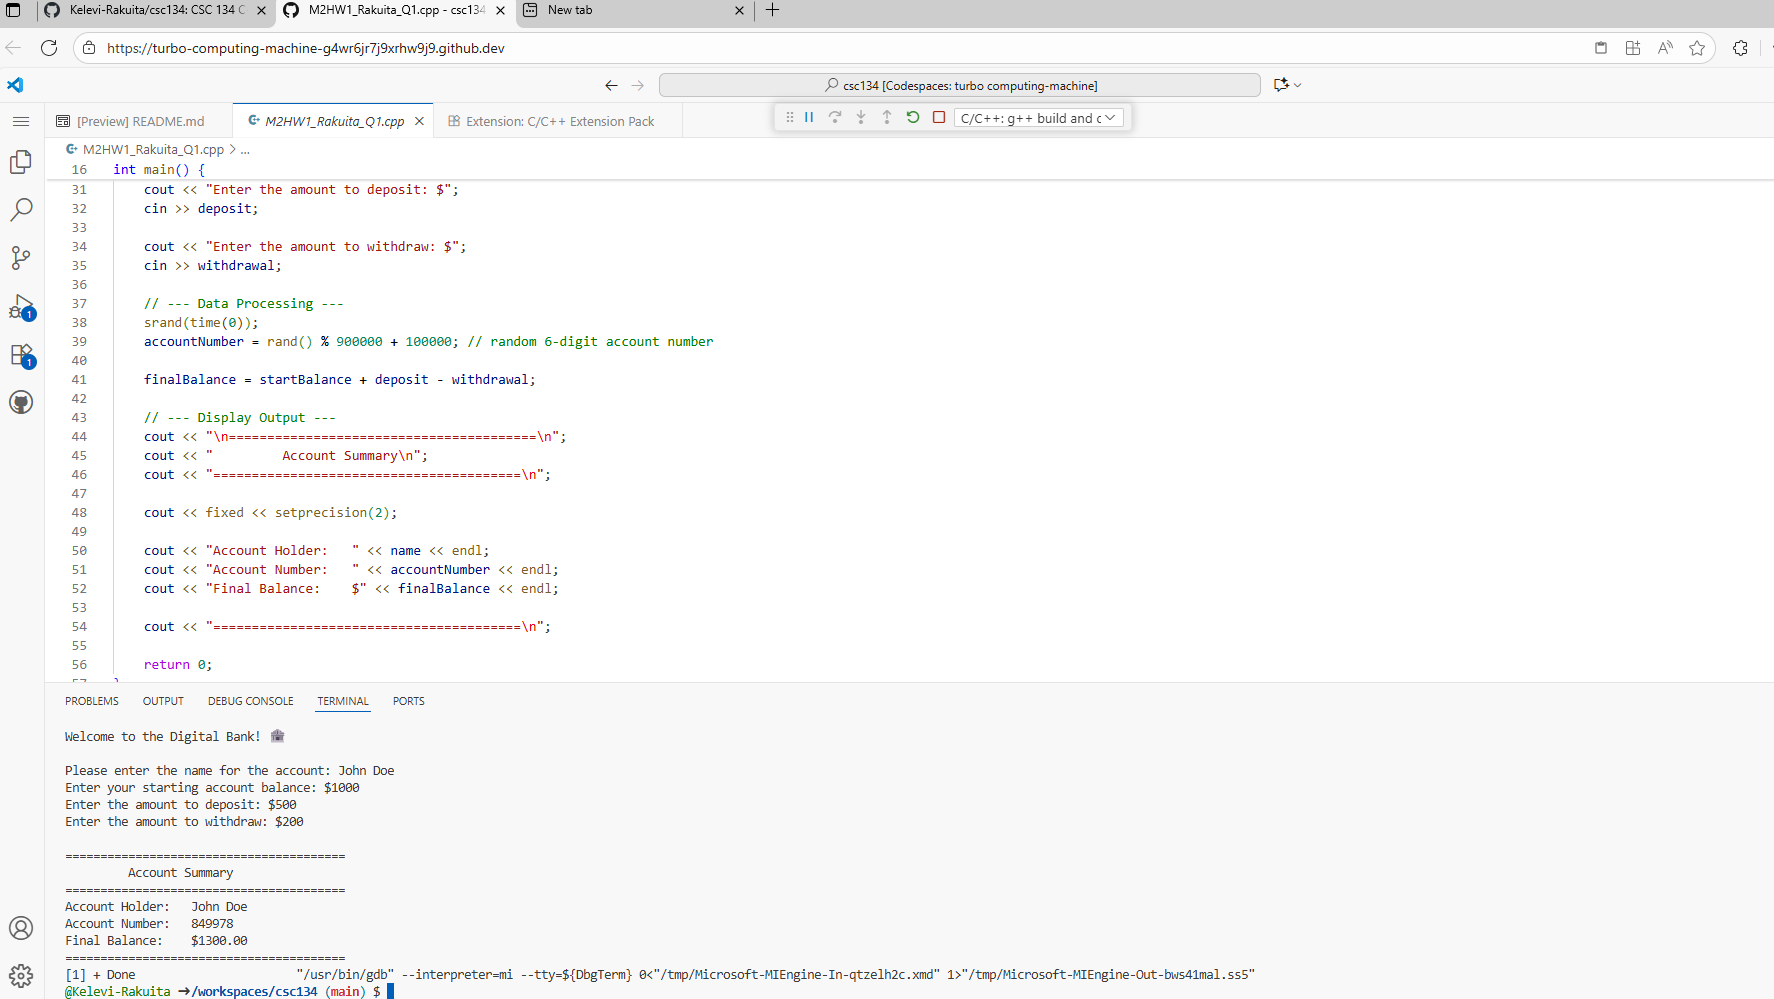 Kelevi-Rakuita/csc134: CSC 134 C
M2HW1_Rakuita_Q1.cpp - csc134
New tab
https://turbo-computing-machine-g4wr6jr7j9xrhw9j9.github.dev
csc134 [Codespaces: turbo computing-machine]
[Preview] README.md
M2HW1_Rakuita_Q1.cpp
Extension: C/C++ Extension Pack
C/C++: g++ build and c
M2HW1_Rakuita_Q1.cpp > ...
16 int main() {
31 cout << "Enter the amount to deposit: $";
32 cin >> deposit;
33
34 cout << "Enter the amount to withdraw: $";
35 cin >> withdrawal;
36
37 // --- Data Processing ---
38 srand(time(0));
39 accountNumber = rand() % 900000 + 100000; // random 6-digit account number
40
41 finalBalance = startBalance + deposit - withdrawal;
42
43 // --- Display Output ---
44 cout << "\n========================================\n";
45 cout << "         Account Summary\n";
46 cout << "========================================\n";
47
48 cout << fixed << setprecision(2);
49
50 cout << "Account Holder:   " << name << endl;
51 cout << "Account Number:   " << accountNumber << endl;
52 cout << "Final Balance:    $" << finalBalance << endl;
53
54 cout << "========================================\n";
55
56 return 0;
57 }
1
1
PROBLEMS
OUTPUT
DEBUG CONSOLE
TERMINAL
PORTS
Welcome to the Digital Bank! 🏦
Please enter the name for the account: John Doe
Enter your starting account balance: $1000
Enter the amount to deposit: $500
Enter the amount to withdraw: $200
========================================
Account Summary
========================================
Account Holder:   John Doe
Account Number:   849978
Final Balance:    $1300.00
========================================
[1] + Done                       "/usr/bin/gdb" --interpreter=mi --tty=${DbgTerm} 0<"/tmp/Microsoft-MIEngine-In-qtzelh2c.xmd" 1>"/tmp/Microsoft-MIEngine-Out-bws41mal.ss5"
@Kelevi-Rakuita ➜/workspaces/csc134 (main) $